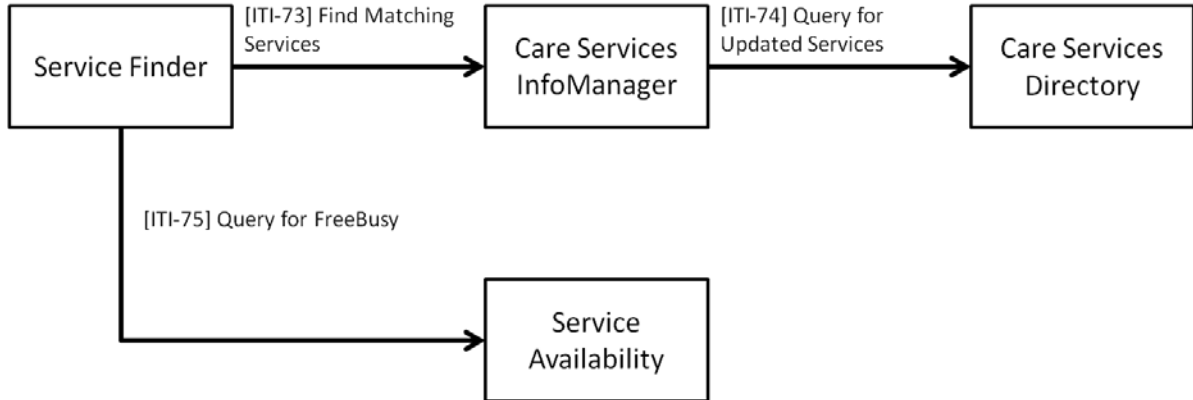 [ITI-73] Find Matching
Services
[ITI-74] Query for
Updated Services
Service Finder
Care Services
InfoManager
Care Services
Directory
[ITI-75] Query for FreeBusy
Service
Availability